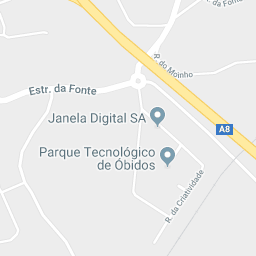 R. da Fonte
R. do Moinho
Estr. da Fonte
Janela Digital SA
A8
Parque Tecnológico
de Óbidos
R. da Criatividade